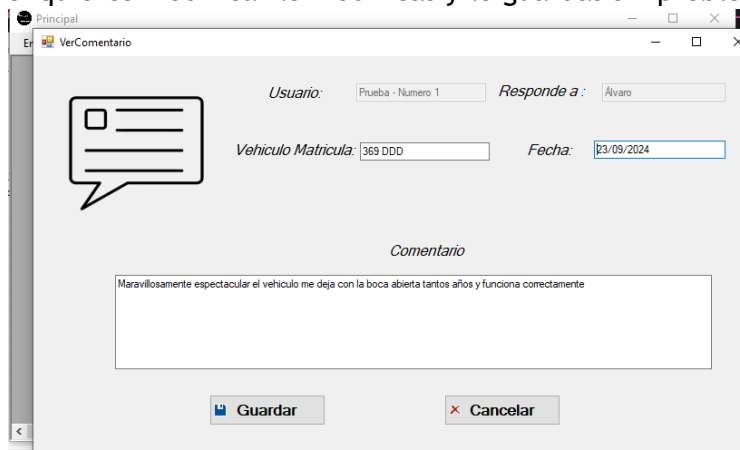 Principal
VerComentario
Usuario: Prueba - Numero 1 Responde a : Álvaro
Vehiculo Matricula: 369 DDD Fecha: 23/09/2024
Comentario
Maravillosamente espectacular el vehiculo me deja con la boca abierta tantos años y funciona correctamente
Guardar Cancelar